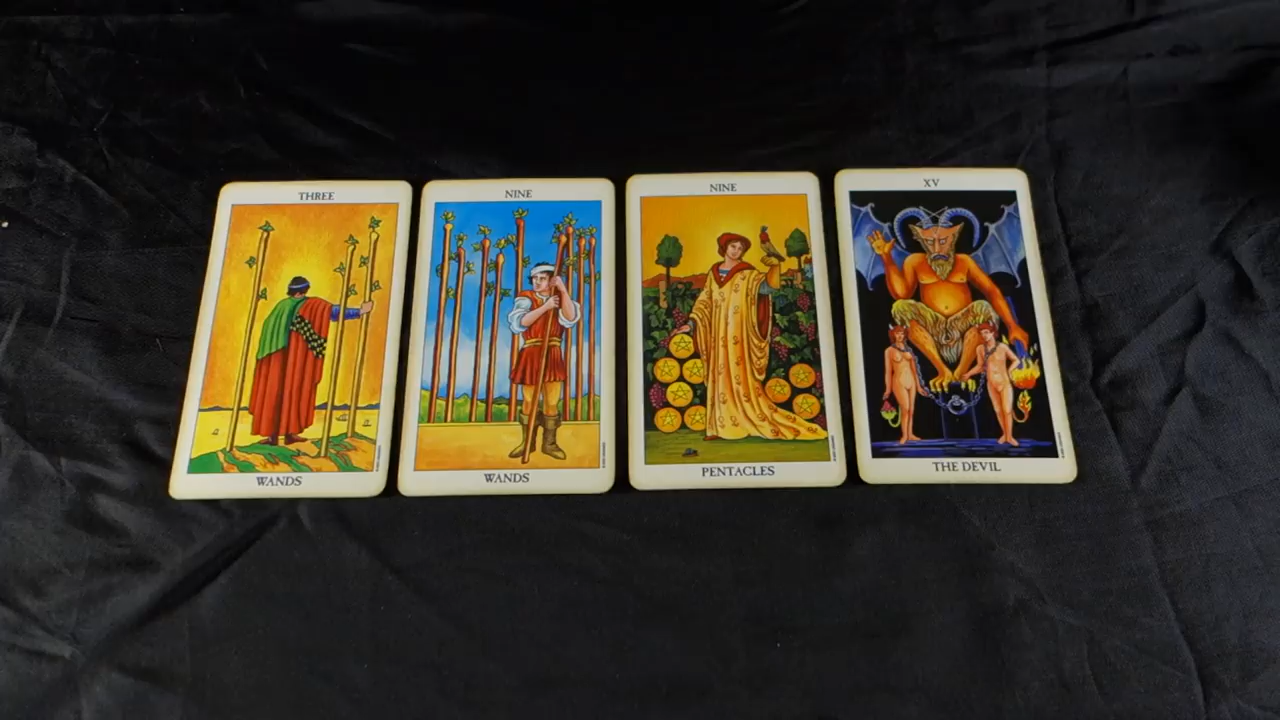 THREE
WANDS
NINE
WANDS
NINE
PENTACLES
XV
THE DEVIL